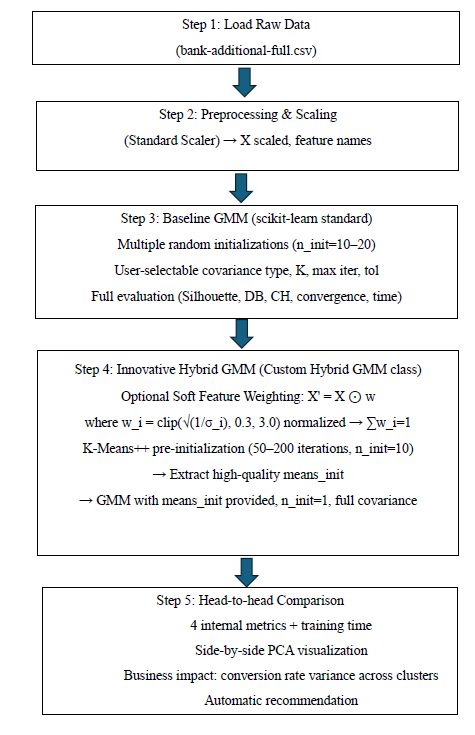 Step 1: Load Raw Data
(bank-additional-full.csv)
Step 2: Preprocessing & Scaling
(Standard Scaler) → X scaled, feature names
Step 3: Baseline GMM (scikit-learn standard)
Multiple random initializations (n_init=10–20)
User-selectable covariance type, K, max iter, tol
Full evaluation (Silhouette, DB, CH, convergence, time)
Step 4: Innovative Hybrid GMM (Custom Hybrid GMM class)
Optional Soft Feature Weighting: X' = X ⊙ w
where w_i = clip(√(1/σ_i), 0.3, 3.0) normalized → ∑w_i=1
K-Means++ pre-initialization (50–200 iterations, n_init=10)
→ Extract high-quality means_init
→ GMM with means_init provided, n_init=1, full covariance
Step 5: Head-to-head Comparison
4 internal metrics + training time
Side-by-side PCA visualization
Business impact: conversion rate variance across clusters
Automatic recommendation